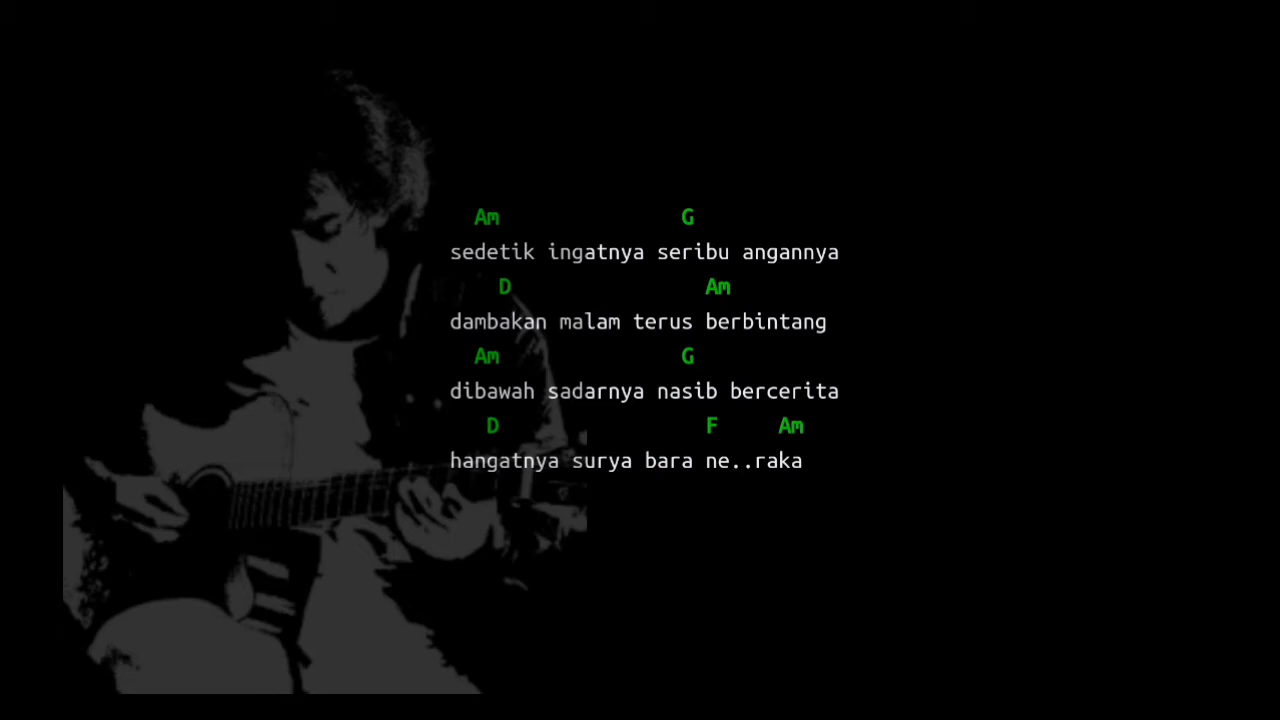 Am G
sedetik ingatnya seribu angannya
D Am
dambakan malam terus berbintang
Am G
dibawah sadarnya nasib bercerita
D F Am
hangatnya surya bara ne..raka